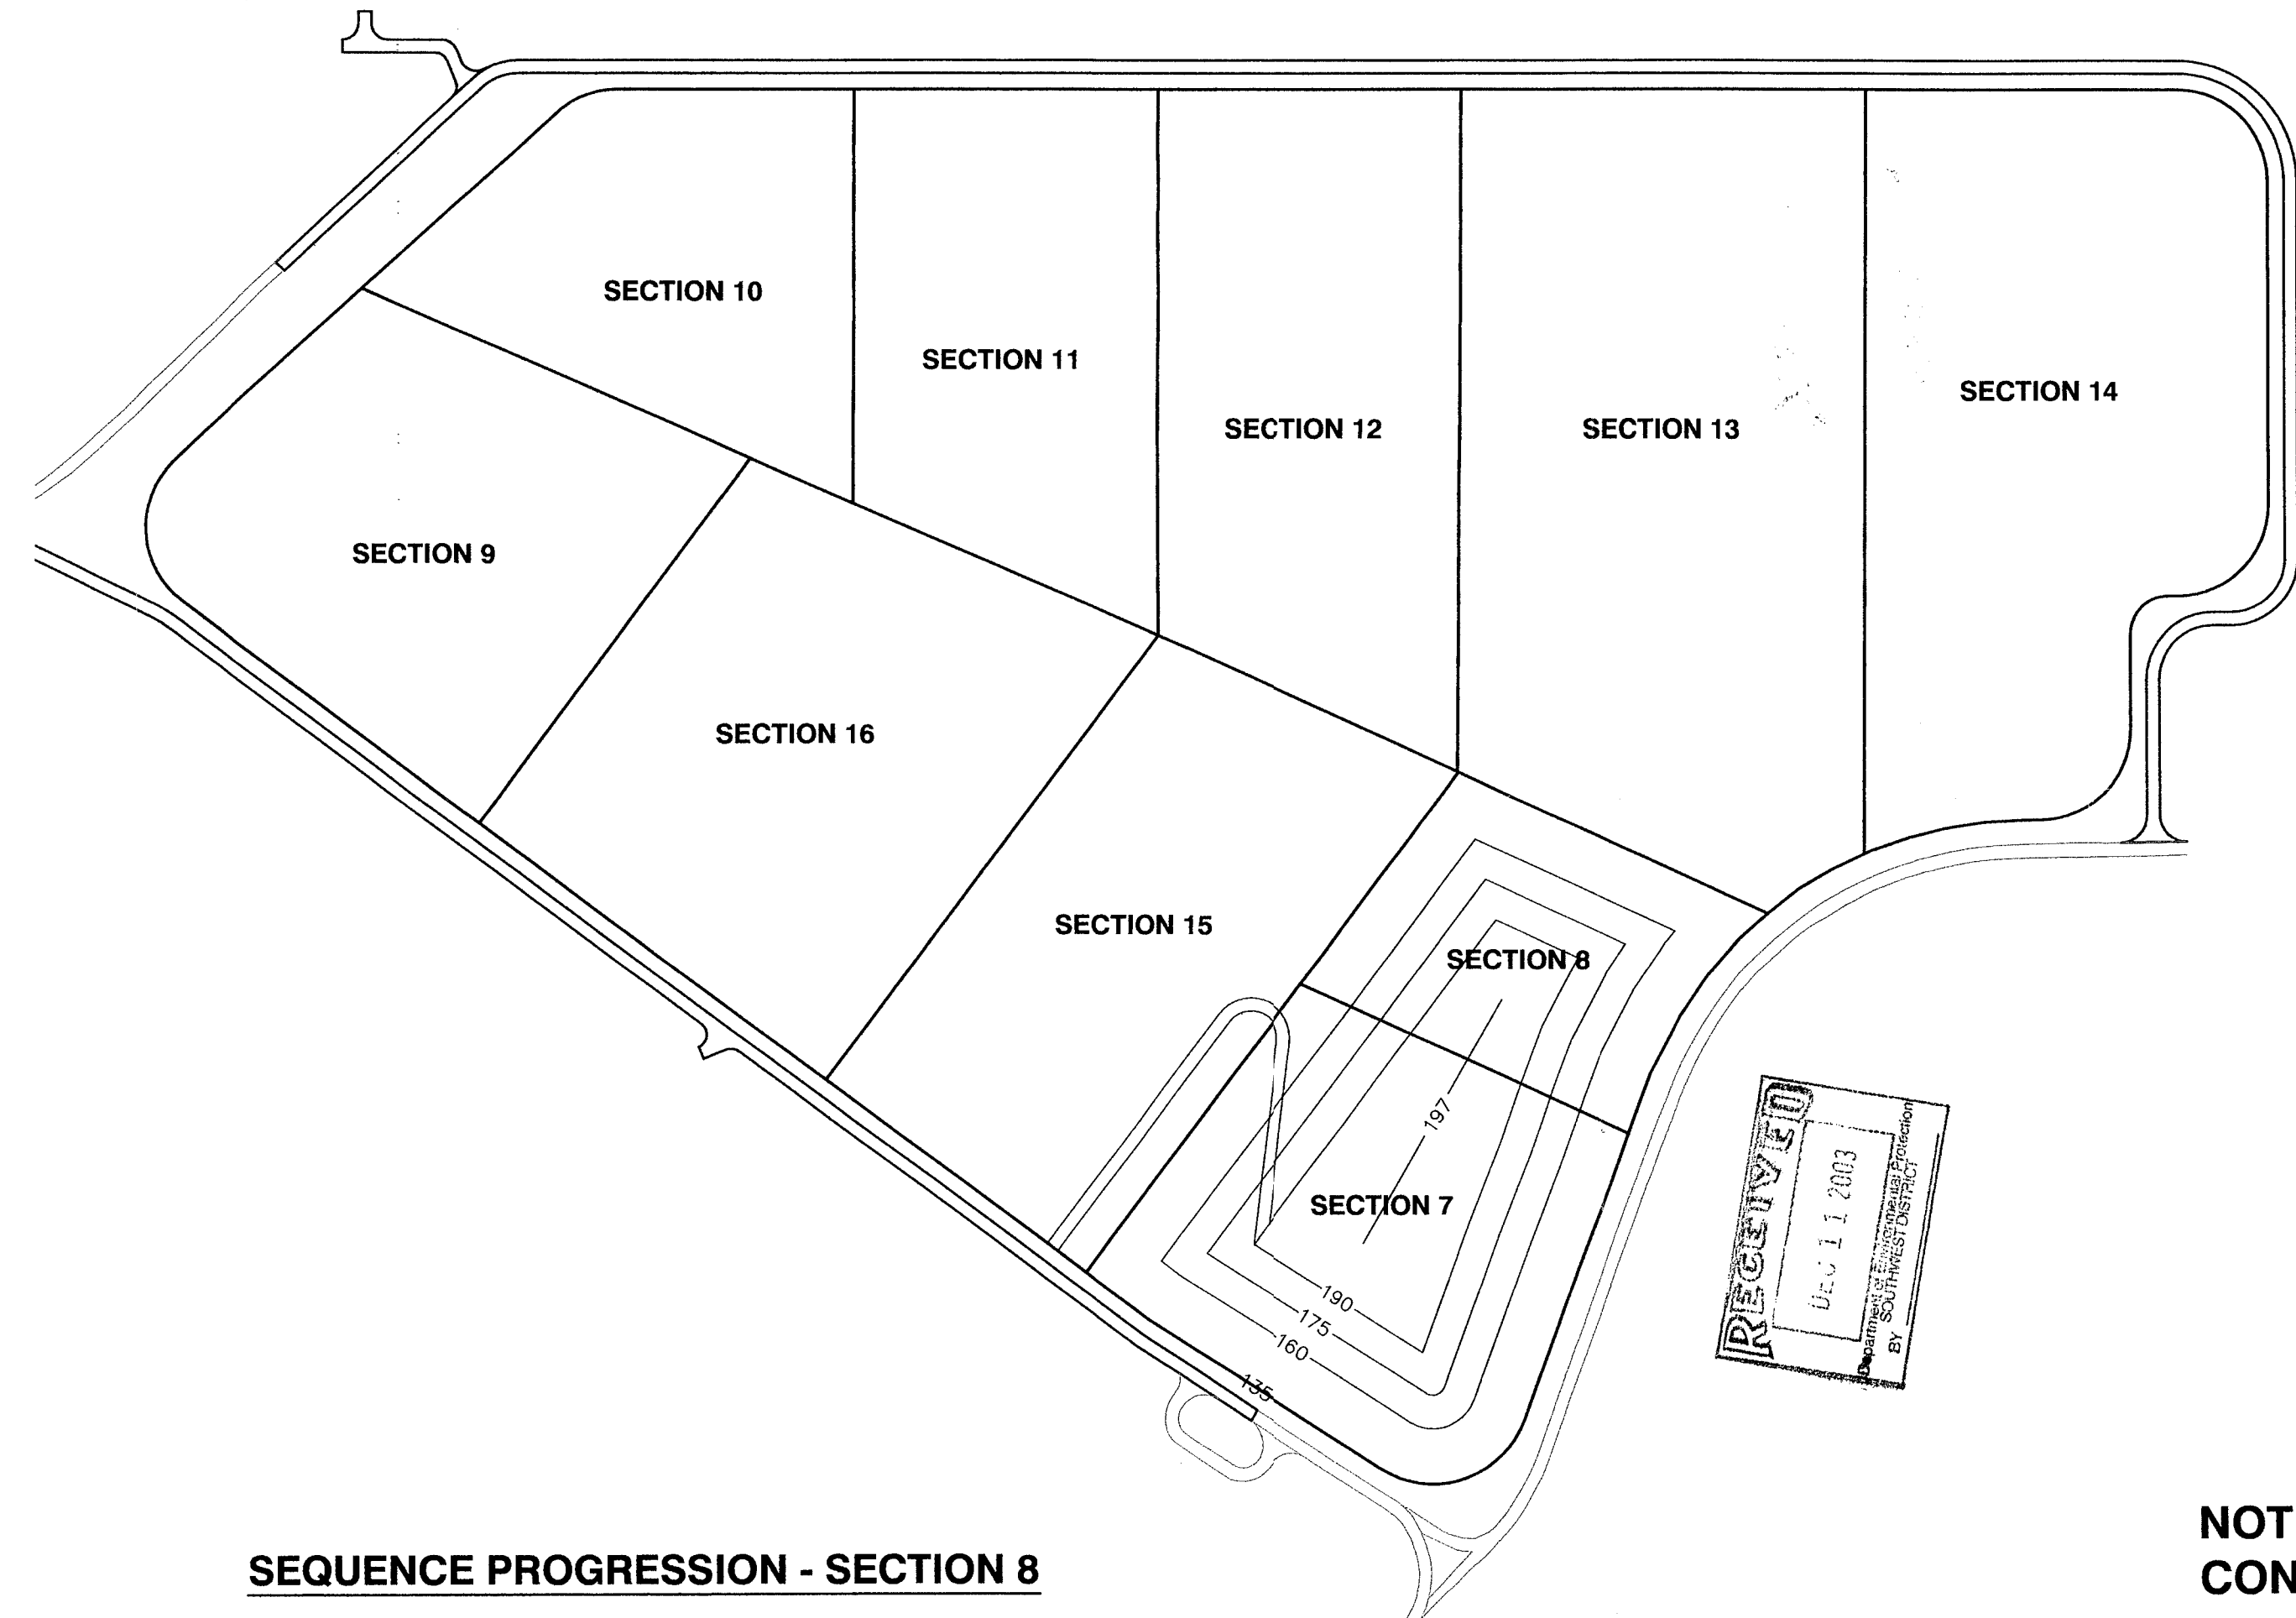 SECTION 10
SECTION 11
SECTION 14
SECTION 12
SECTION 13
SECTION 9
SECTION 16
SECTION 15
SECTION 8
197
SECTION 7
190
175
160
135
RECEIVED
DEC 11 2003
Department of Environmental Protection
SOUTHWEST DISTRICT
BY
NOT
CON
SEQUENCE PROGRESSION - SECTION 8